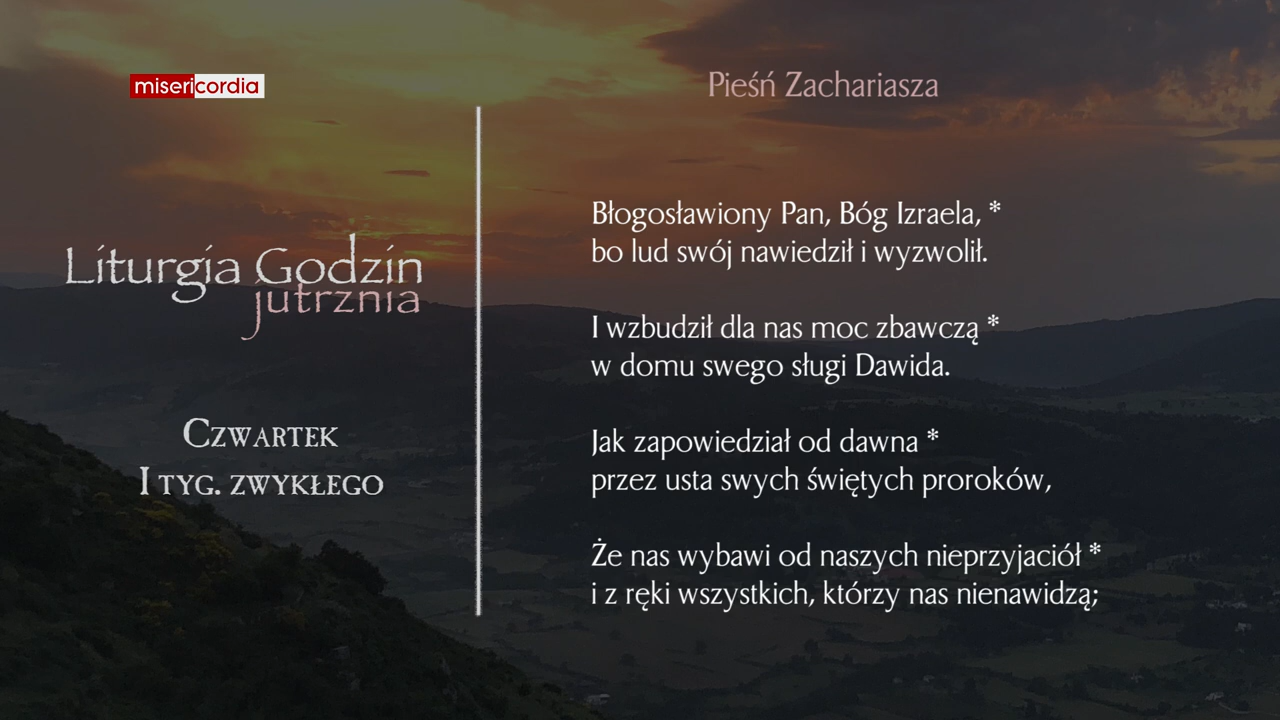 misericordia
Liturgia Godzin
jutrznia
Czwartek
I tyg. zwykłego
Pieśń Zachariasza
Błogosławiony Pan, Bóg Izraela, *
bo lud swój nawiedził i wyzwolił.
I wzbudził dla nas moc zbawczą *
w domu swego sługi Dawida.
Jak zapowiedział od dawna *
przez usta swych świętych proroków,
Że nas wybawi od naszych nieprzyjaciół *
i z ręki wszystkich, którzy nas nienawidzą;